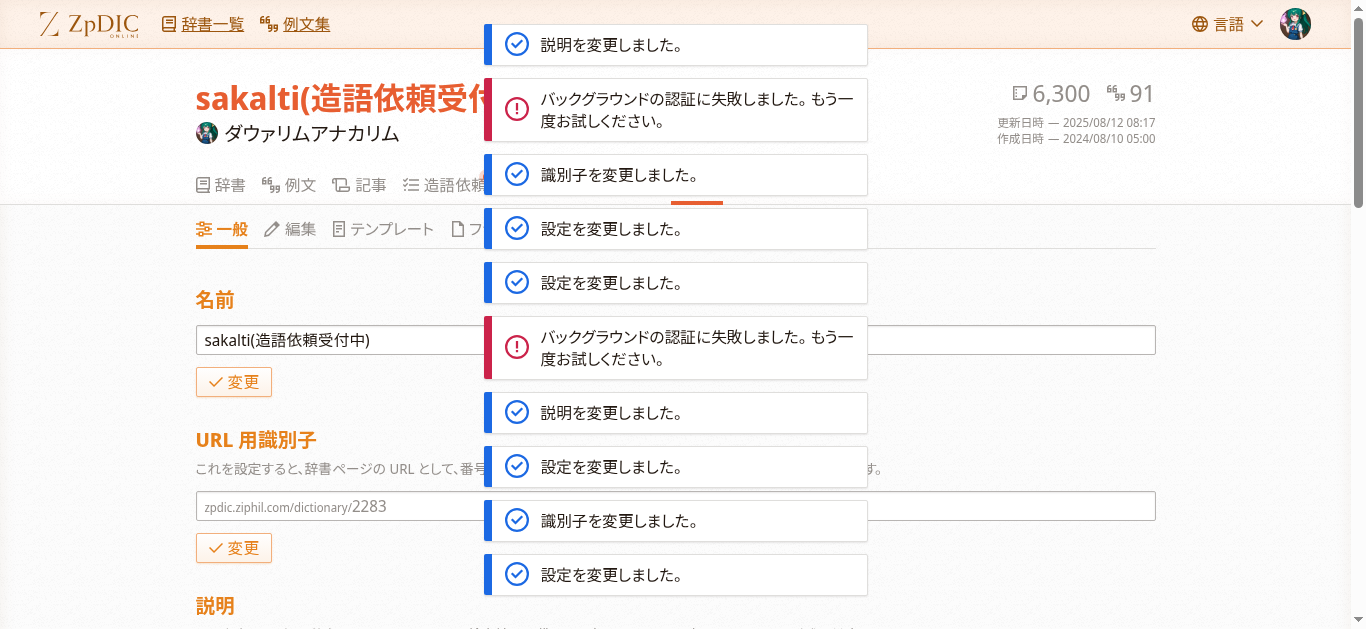 ZpDIC ONLINE 辞書一覧 例文集 言語
説明を変更しました。
sakalti(造語依頼受付
6,300 91
バックグラウンドの認証に失敗しました。もう一
度お試しください。
更新日時 — 2025/08/12 08:17
ダウァリムアナカリム
作成日時 — 2024/08/10 05:00
識別子を変更しました。
辞書 例文 記事 造語依頼
設定を変更しました。
一般 編集 テンプレート フ
設定を変更しました。
名前
バックグラウンドの認証に失敗しました。もう一
度お試しください。
sakalti(造語依頼受付中)
変更
説明を変更しました。
URL 用識別子
これを設定すると、辞書ページの URL として、番号 す。
設定を変更しました。
zpdic.ziphil.com/dictionary/2283
識別子を変更しました。
変更
設定を変更しました。
説明